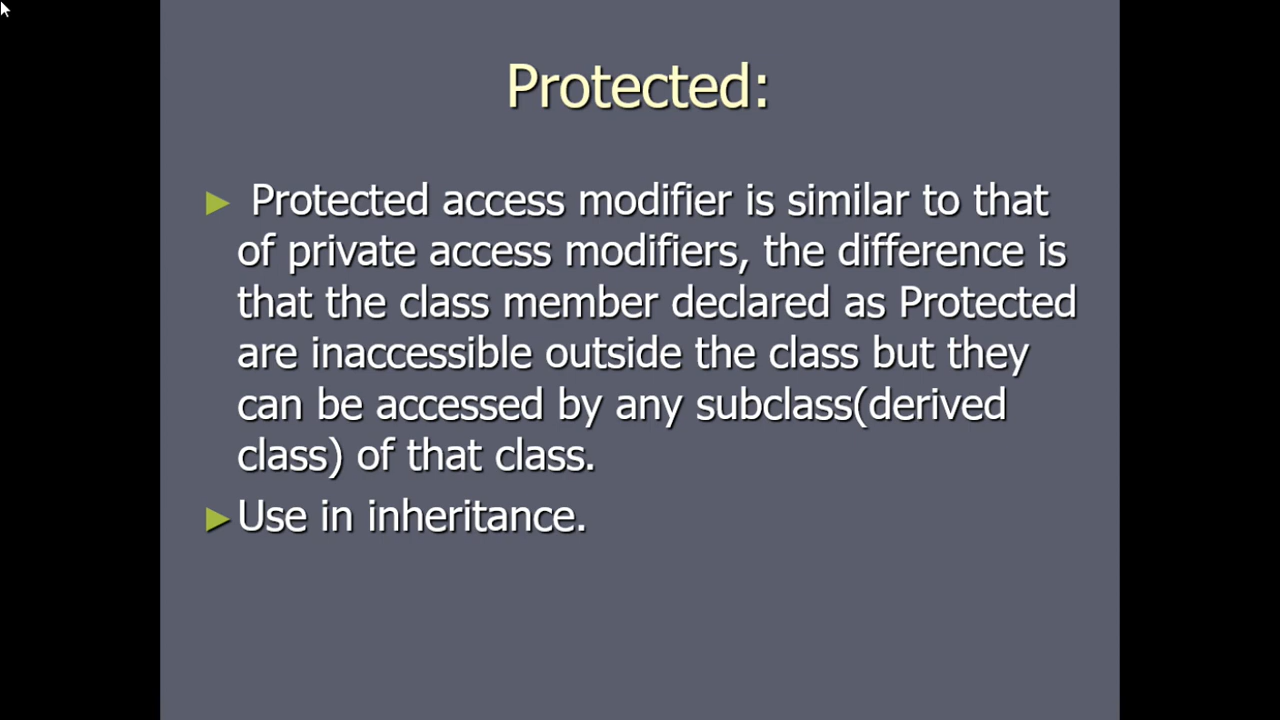 Protected:
► Protected access modifier is similar to that
of private access modifiers, the difference is
that the class member declared as Protected
are inaccessible outside the class but they
can be accessed by any subclass(derived
class) of that class.
►Use in inheritance.